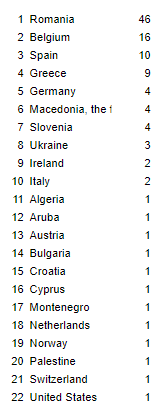 1 Romania 46
2 Belgium 16
3 Spain 10
4 Greece 9
5 Germany 4
6 Macedonia, the f 4
7 Slovenia 4
8 Ukraine 3
9 Ireland 2
10 Italy 2
11 Algeria 1
12 Aruba 1
13 Austria 1
14 Bulgaria 1
15 Croatia 1
16 Cyprus 1
17 Montenegro 1
18 Netherlands 1
19 Norway 1
20 Palestine 1
21 Switzerland 1
22 United States 1